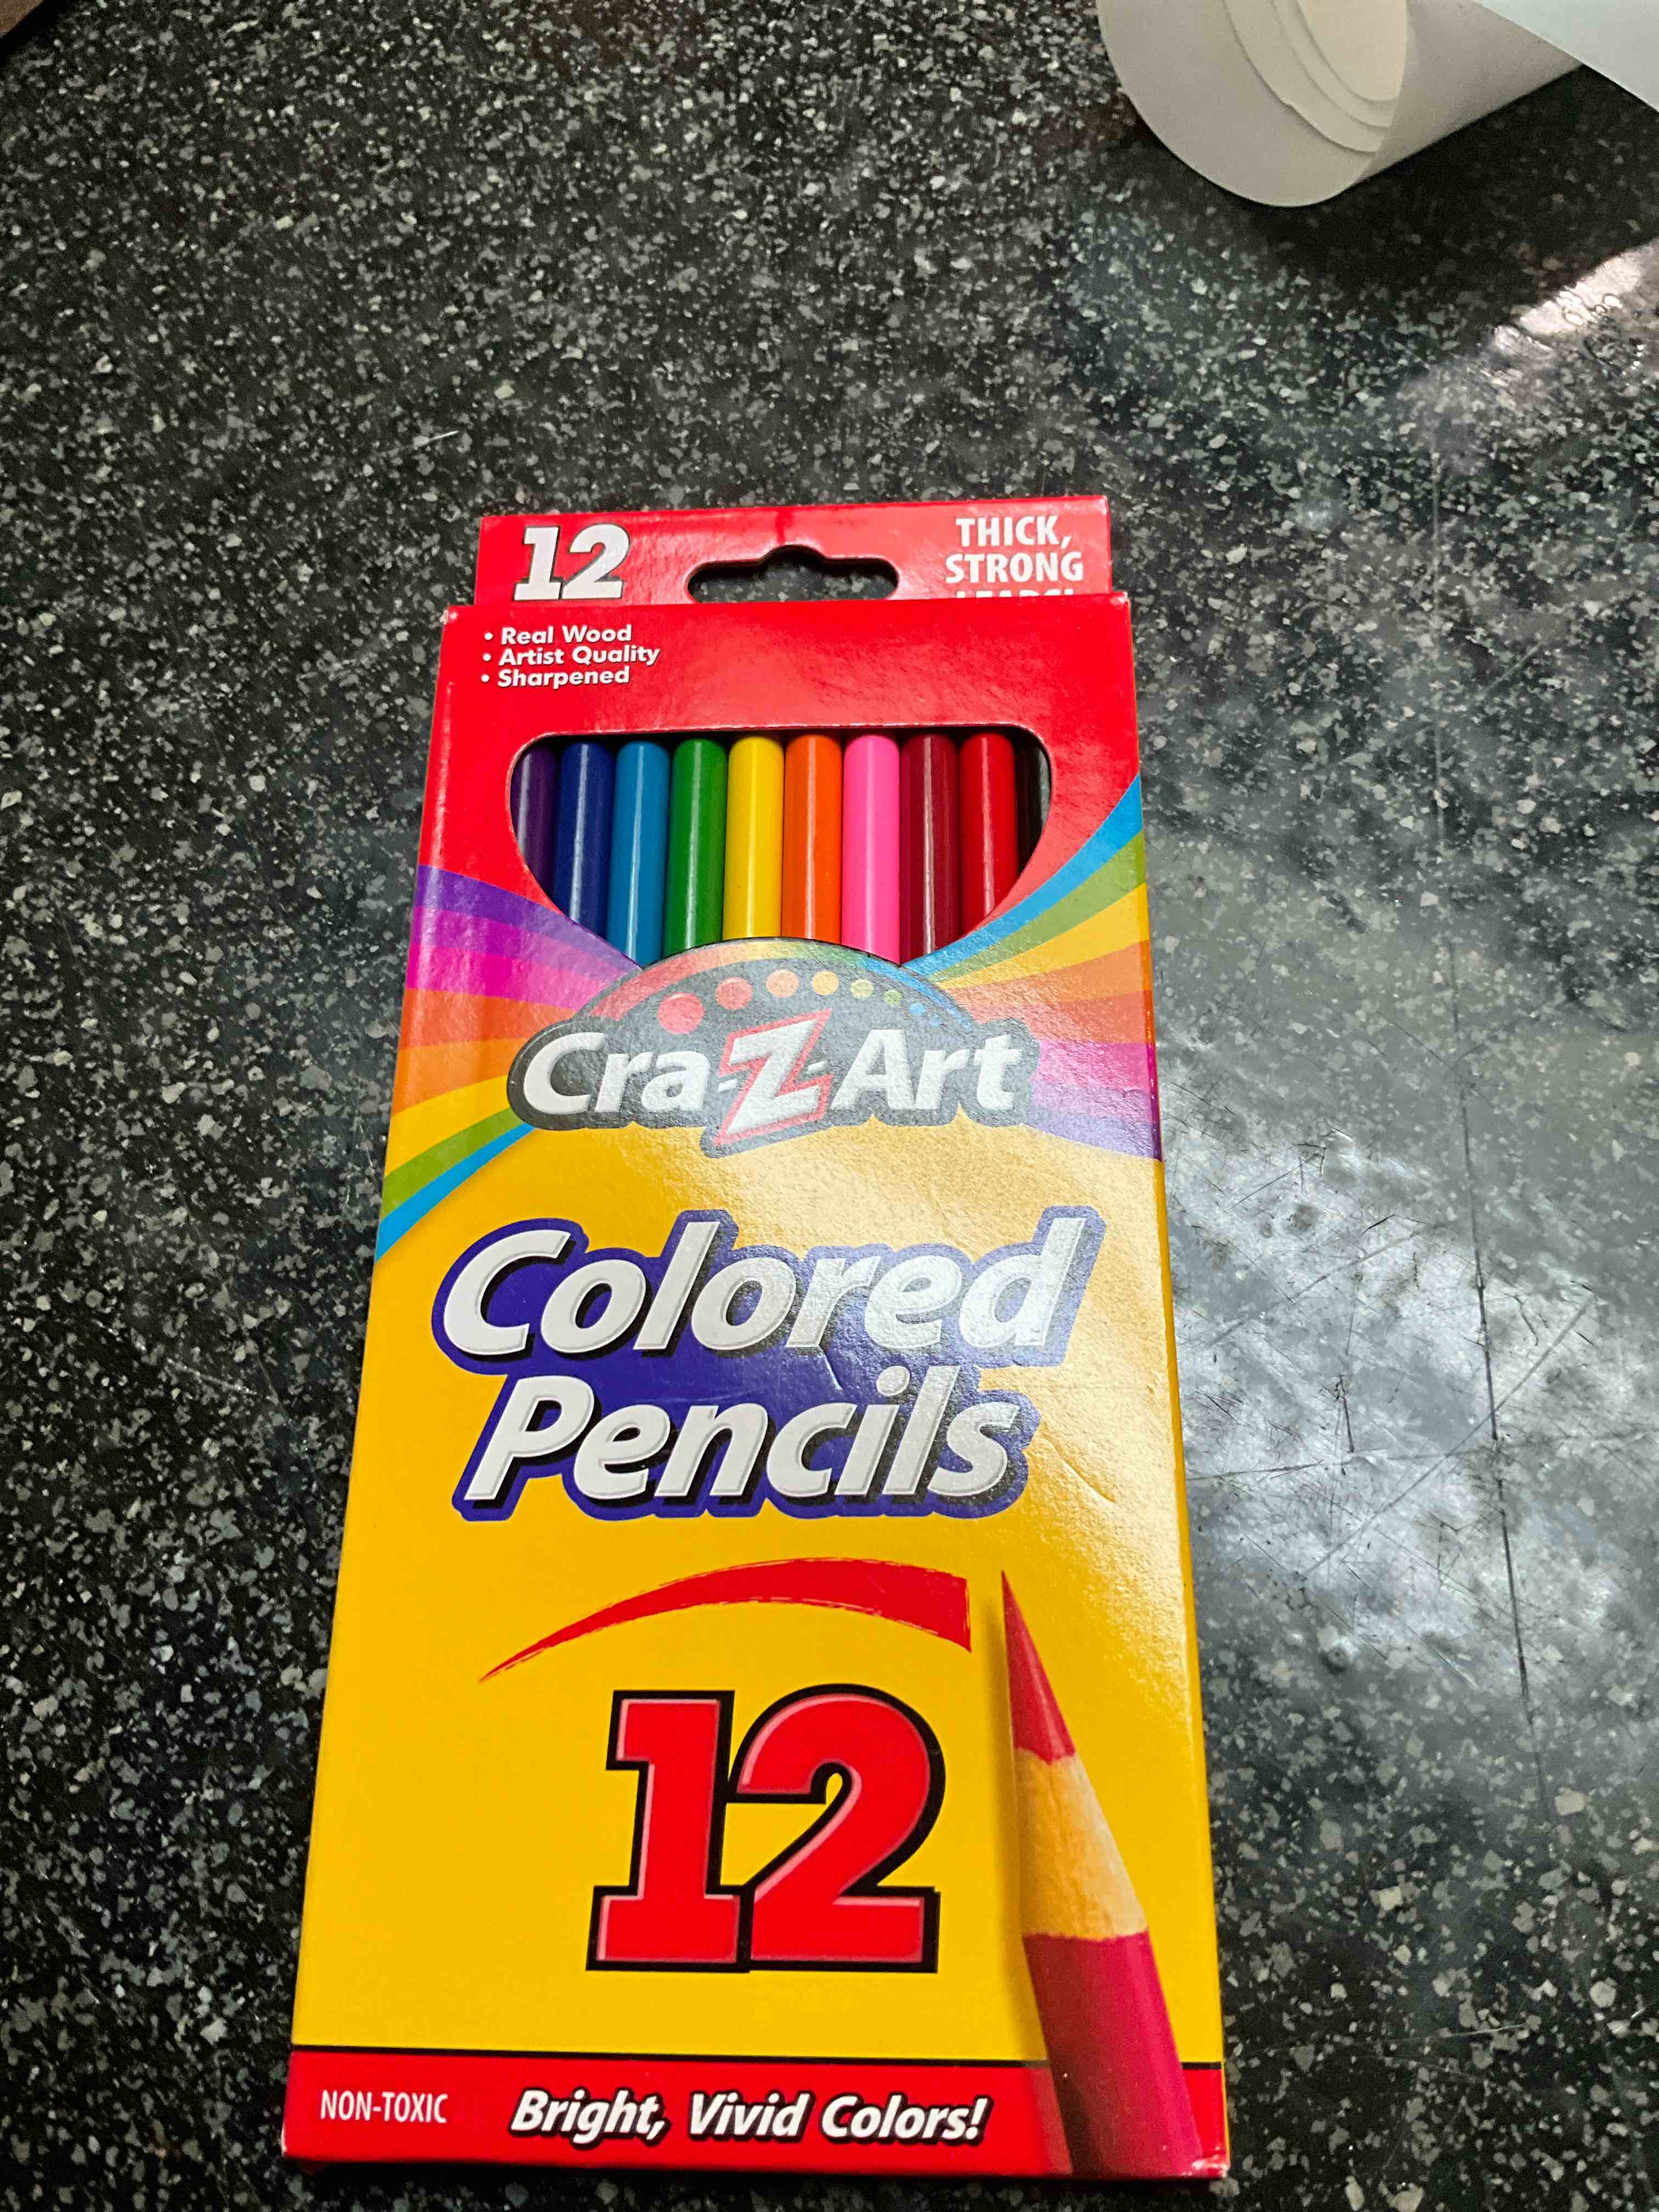 12
THICK,
STRONG
• Real Wood
• Artist Quality
• Sharpened
Cra-Z-Art
Colored
Pencils
12
NON-TOXIC
Bright, Vivid Colors!